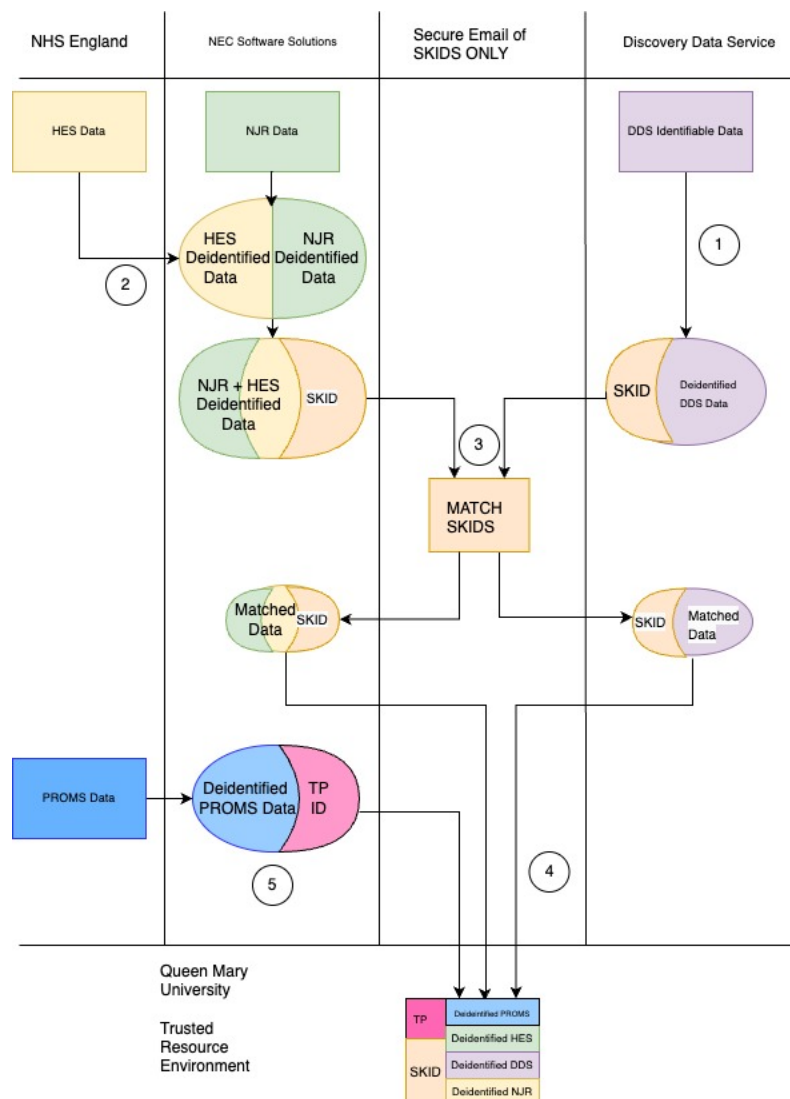 NHS England
NEC Software Solutions
Secure Email of
SKIDS ONLY
Discovery Data Service
HES Data
NJR Data
DDS Identifiable Data
1
HES
Deidentified
Data
NJR
Deidentified
Data
2
NJR + HES
Deidentified
Data
SKID
SKID
Deidentified
DDS Data
3
MATCH
SKIDS
Matched
Data
SKID
SKID
Matched
Data
PROMS Data
Deidentified
PROMS Data
TP
ID
4
5
Queen Mary
University
Trusted
Resource
Environment
TP
Deideintified PROMS
Deidentified HES
SKID
Deidentified DDS
Deidentified NJR